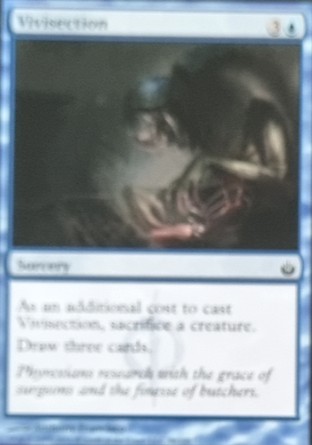 Vivisection 3
Sorcery
As an additional cost to cast
Vivisection, sacrifice a creature.
Draw three cards.
Phyrexians research with the grace of
surgeons and the finesse of butchers.